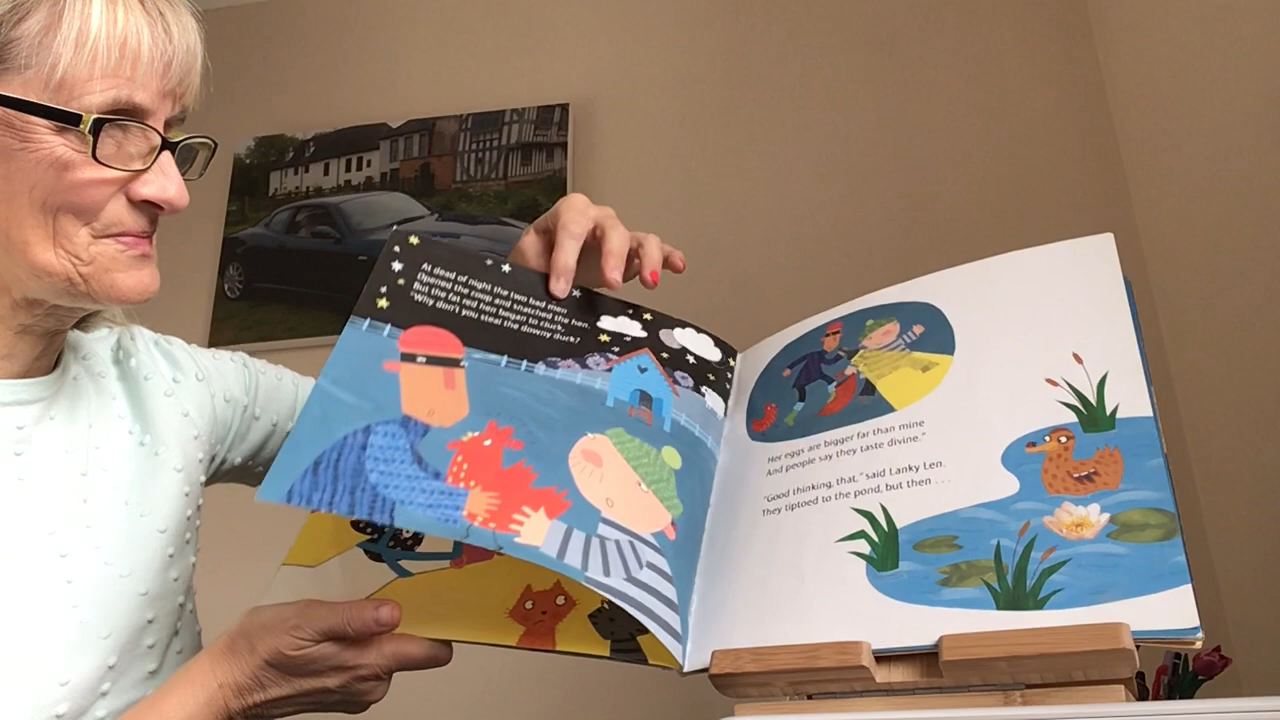 At dead of night the two bad men
Opened the coop and snatched the hen.
But the fat red hen began to cluck,
"Why don't you steal the downy duck?
Her eggs are bigger far than mine
And people say they taste divine."
"Good thinking, that," said Lanky Len.
They tiptoed to the pond, but then . . .